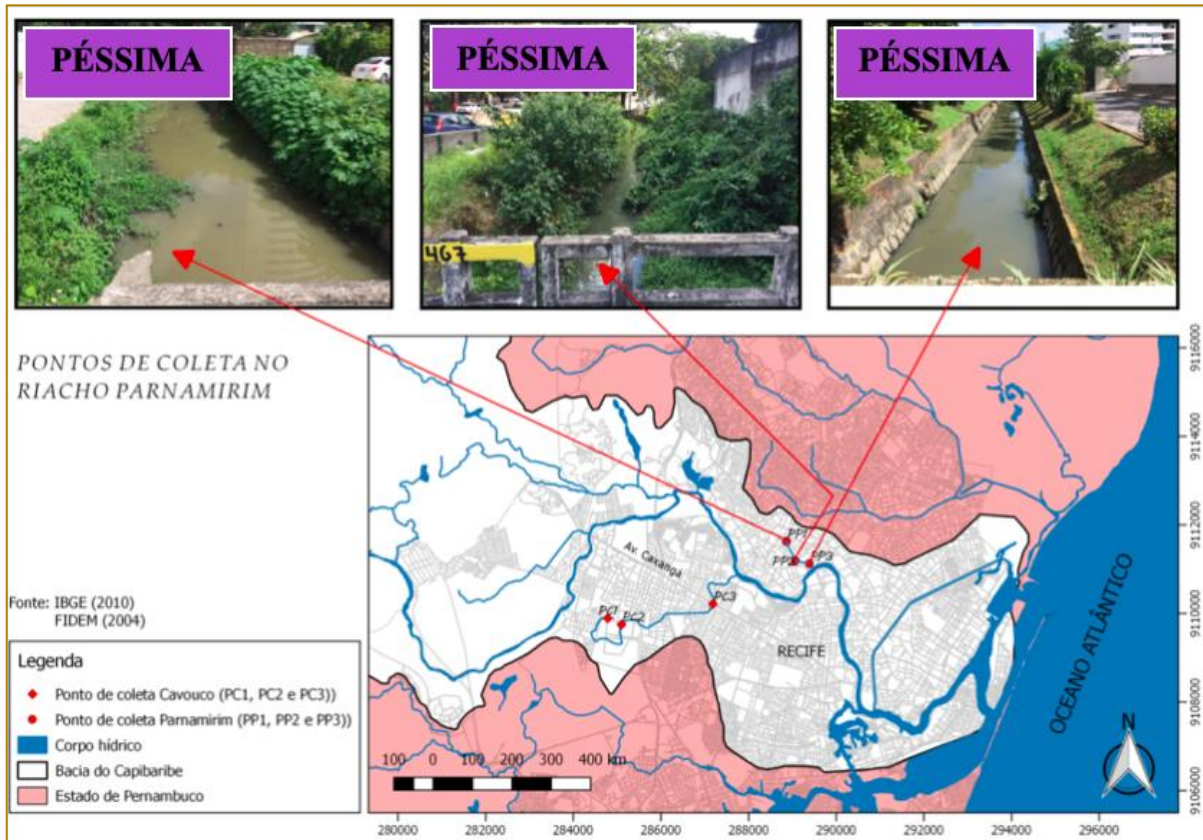 PÉSSIMA
PÉSSIMA
PÉSSIMA
467
PONTOS DE COLETA NO
RIACHO PARNAMIRIM
Fonte: IBGE (2010)
FIDEM (2004)
Legenda
Ponto de coleta Cavouco (PC1, PC2 e PC3))
Ponto de coleta Parnamirim (PP1, PP2 e PP3))
Corpo hídrico
Bacia do Capibaribe
Estado de Pernambuco
PP1
PP2
PP3
Av. Caxangá
PC1
PC2
PC3
RECIFE
OCEANO ATLÂNTICO
N
100 0 100 200 300 400 km
280000 282000 284000 286000 288000 290000 292000 294000 296000
9116000
9114000
9112000
9110000
9108000
9106000